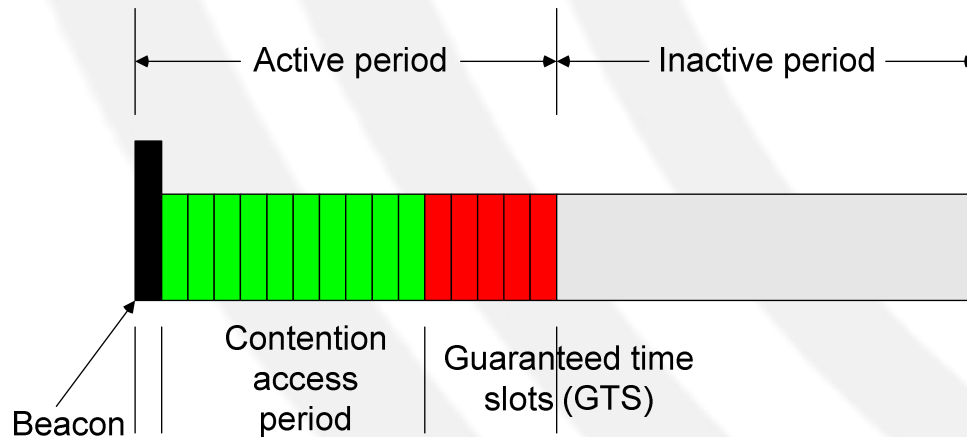 Active period
Inactive period
Contention
access
period
Guaranteed time
slots (GTS)
Beacon